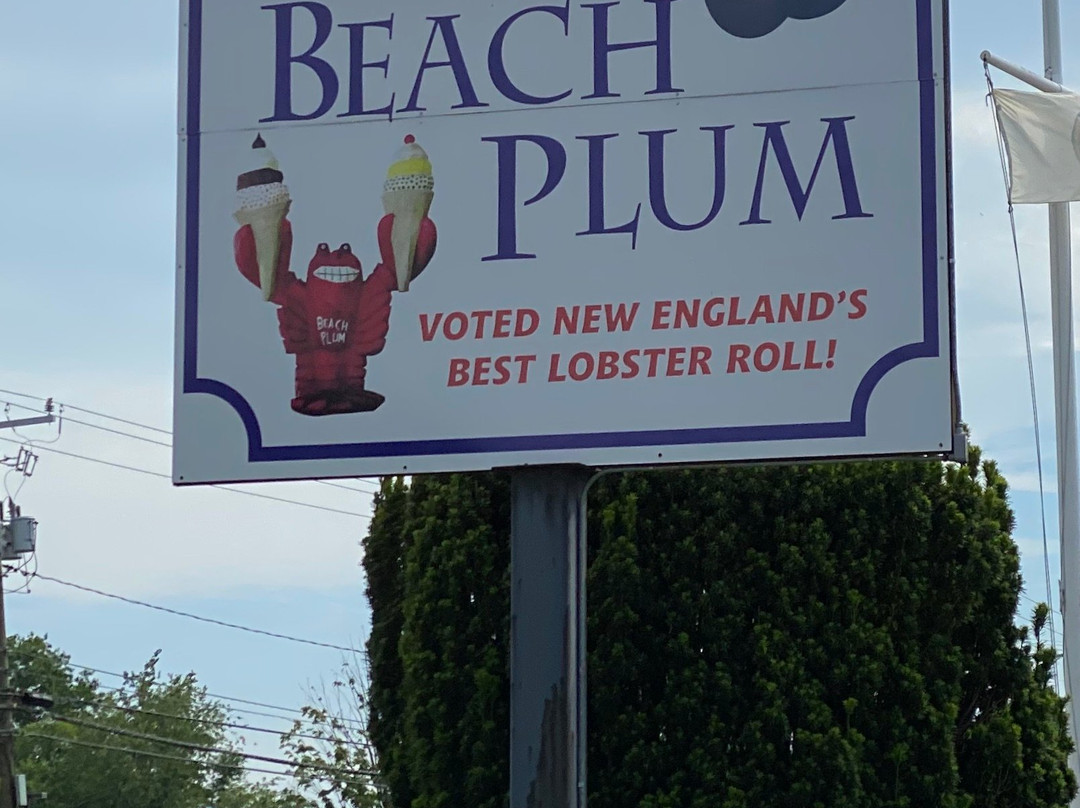 BEACH
PLUM
BEACH
PLUM
VOTED NEW ENGLAND'S
BEST LOBSTER ROLL!